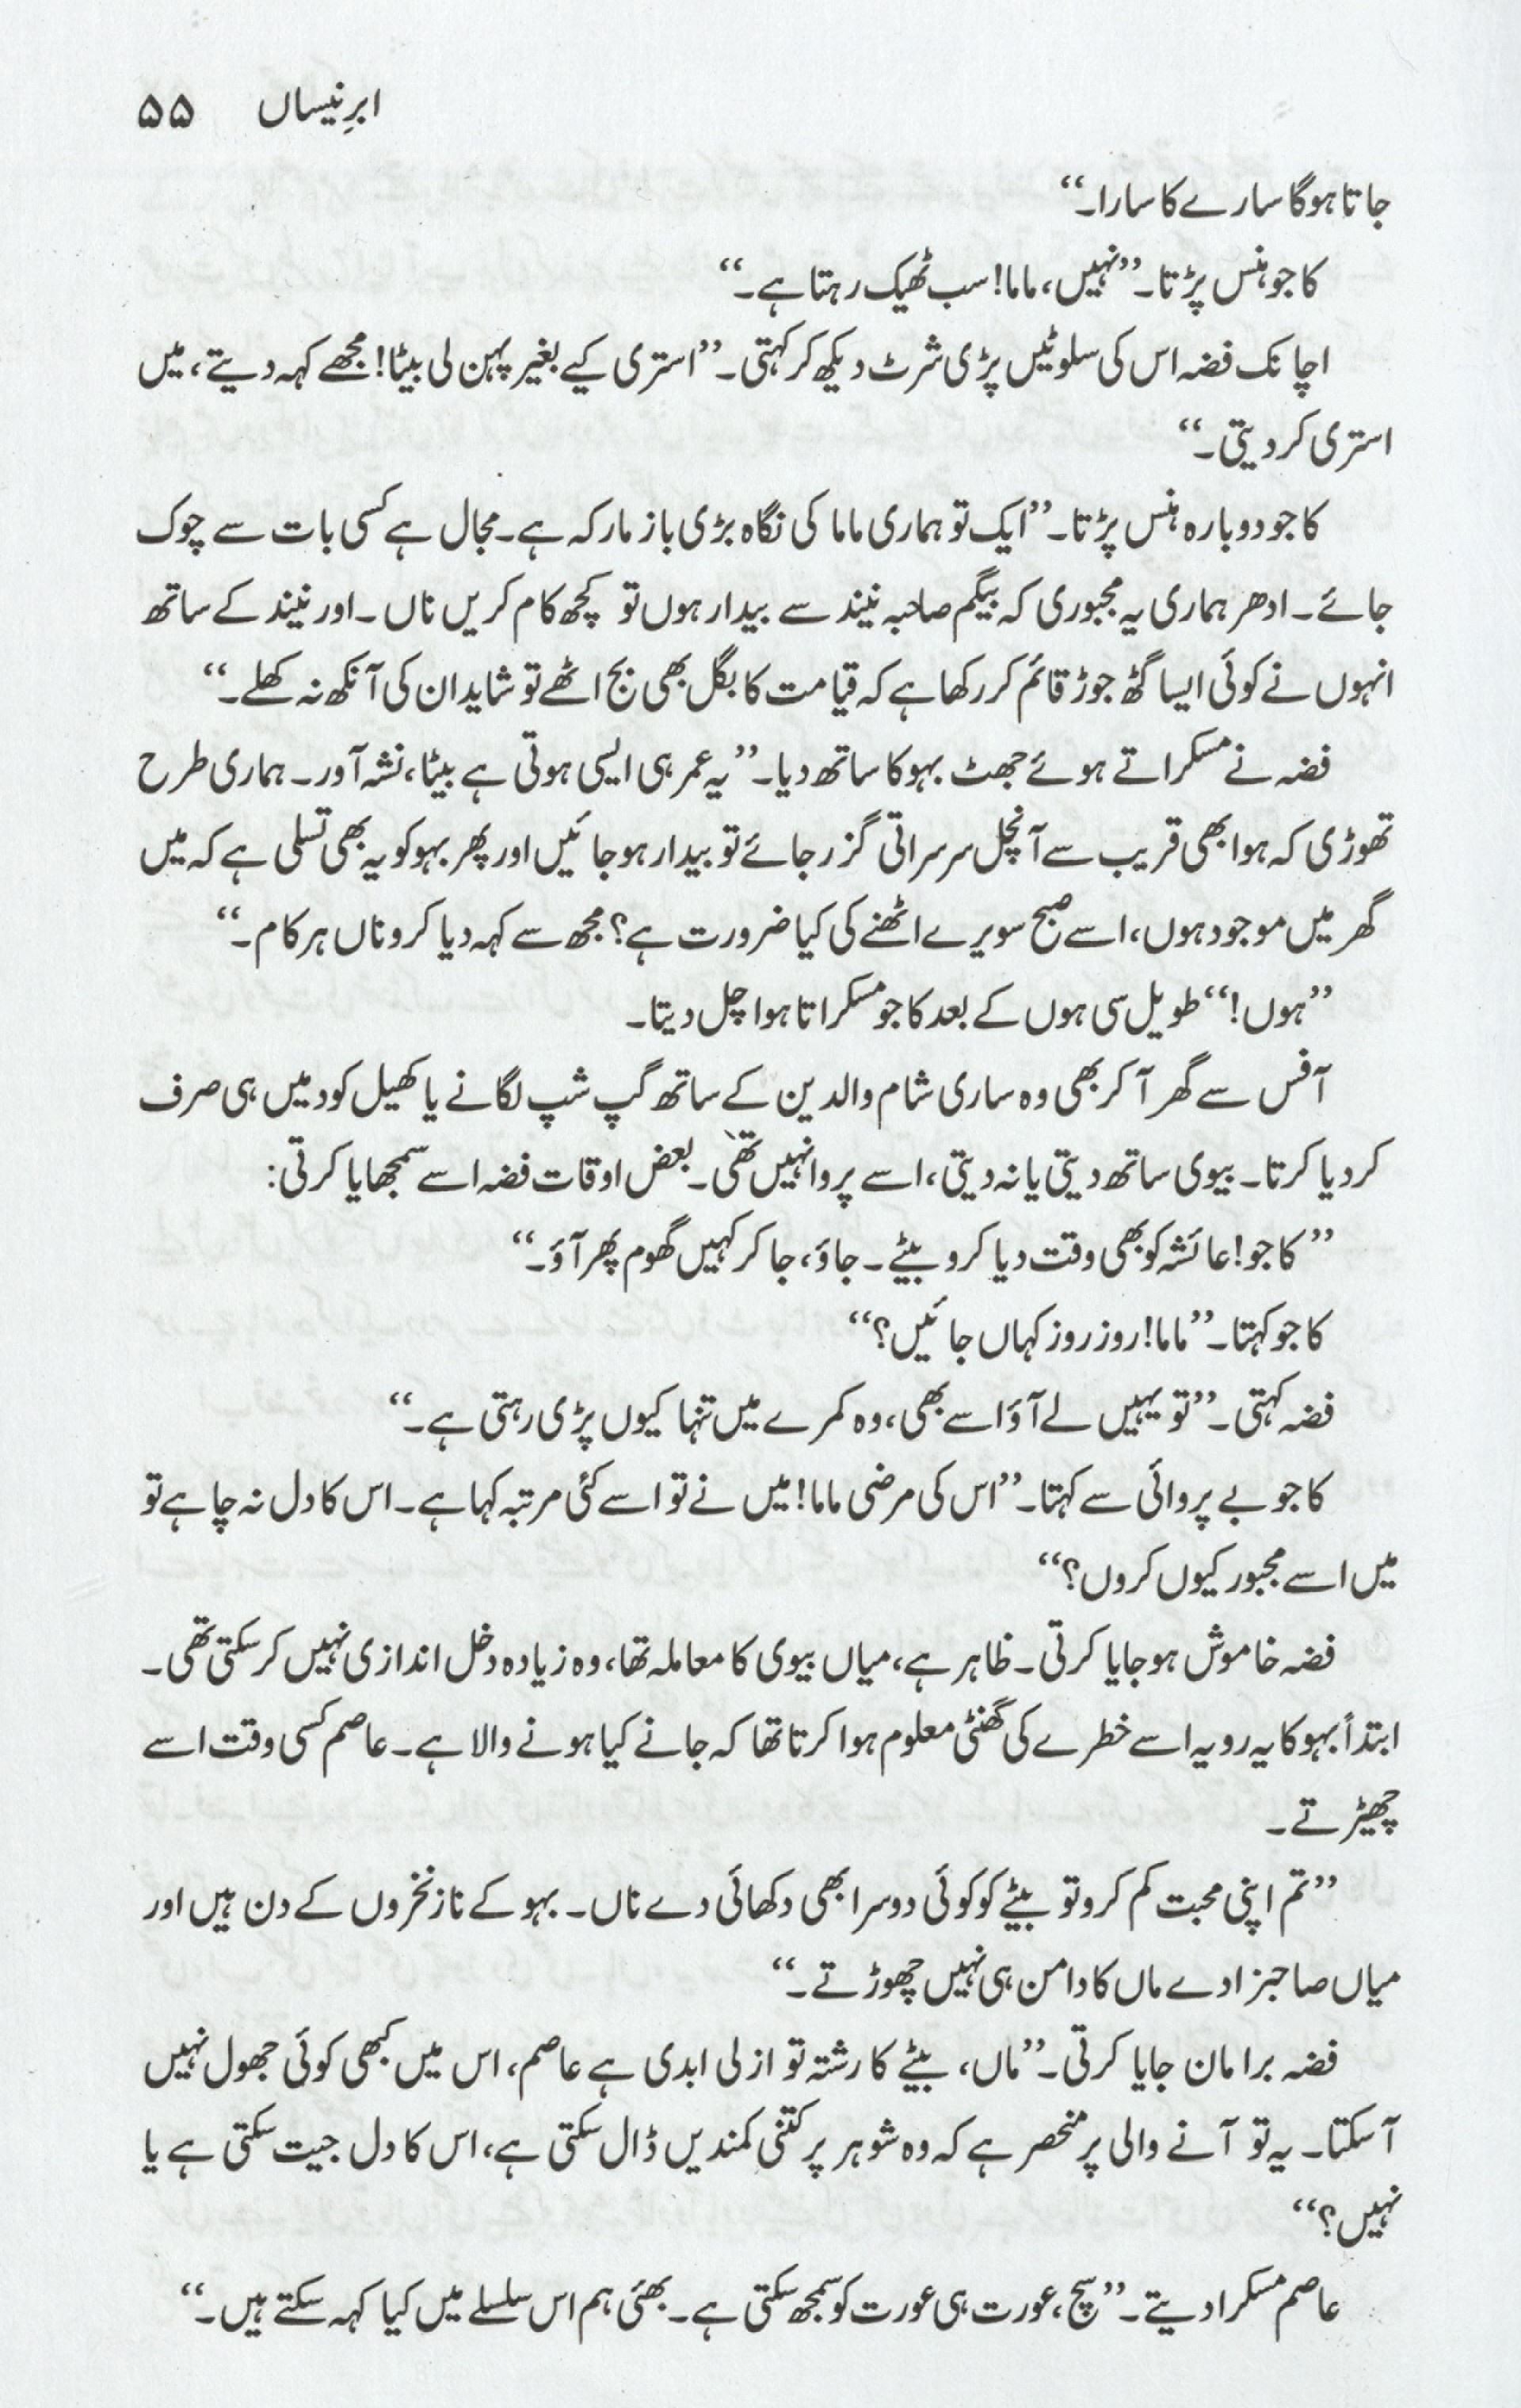 ابرِنیساں ۵۵
جاتا ہوگا سارے کا سارا۔‘‘
کاجو ہنس پڑتا۔ ’’نہیں، ماما! سب ٹھیک رہتا ہے۔‘‘
اچانک فضہ اس کی سلوٹیں پڑی شرٹ دیکھ کر کہتی۔ ’’استری کیے بغیر پہن لی بیٹا! مجھے کہہ دیتے، میں
استری کر دیتی۔‘‘
کاجو دوبارہ ہنس پڑتا۔ ’’ایک تو ہماری ماما کی نگاہ بڑی باز مارکہ ہے۔ مجال ہے کسی بات سے چوک
جائے۔ ادھر ہماری یہ مجبوری کہ بیگم صاحبہ نیند سے بیدار ہوں تو کچھ کام کریں ناں۔ اور نیند کے ساتھ
انہوں نے کوئی ایسا گٹھ جوڑ قائم کر رکھا ہے کہ قیامت کا بگل بھی بج اٹھے تو شاید ان کی آنکھ نہ کھلے۔‘‘
فضہ نے مسکراتے ہوئے جھٹ بہو کا ساتھ دیا۔ ’’یہ عمر ہی ایسی ہوتی ہے بیٹا، نشہ آور۔ ہماری طرح
تھوڑی کہ ہوا بھی قریب سے آنچل سرسراتی گزر جائے تو بیدار ہو جائیں اور پھر بہو کو یہ بھی تسلی ہے کہ میں
گھر میں موجود ہوں، اسے صبح سویرے اٹھنے کی کیا ضرورت ہے؟ مجھ سے کہہ دیا کرو ناں ہر کام۔‘‘
’’ہوں!‘‘ طویل سی ہوں کے بعد کاجو مسکراتا ہوا چل دیتا۔
آفس سے گھر آ کر بھی وہ ساری شام والدین کے ساتھ گپ شپ لگانے یا کھیل کود میں ہی صرف
کر دیا کرتا۔ بیوی ساتھ دیتی یا نہ دیتی، اسے پروا نہیں تھی۔ بعض اوقات فضہ اسے سمجھایا کرتی:
’’کاجو! عائشہ کو بھی وقت دیا کرو بیٹے۔ جاؤ، جا کر کہیں گھوم پھر آؤ۔‘‘
کاجو کہتا۔ ’’ماما! روز روز کہاں جائیں؟‘‘
فضہ کہتی۔ ’’تو یہیں لے آؤ اسے بھی، وہ کمرے میں تنہا کیوں پڑی رہتی ہے۔‘‘
کاجو بے پروائی سے کہتا۔ ’’اس کی مرضی ماما! میں نے تو اسے کئی مرتبہ کہا ہے۔ اس کا دل نہ چاہے تو
میں اسے مجبور کیوں کروں؟‘‘
فضہ خاموش ہو جایا کرتی۔ ظاہر ہے، میاں بیوی کا معاملہ تھا، وہ زیادہ دخل اندازی نہیں کر سکتی تھی۔
ابتدأ بہو کا یہ رویہ اسے خطرے کی گھنٹی معلوم ہوا کرتا تھا کہ جانے کیا ہونے والا ہے۔ عاصم کسی وقت اسے
چھیڑتے۔
’’تم اپنی محبت کم کرو تو بیٹے کو کوئی دوسرا بھی دکھائی دے ناں۔ بہو کے ناز نخروں کے دن ہیں اور
میاں صاحبزادے ماں کا دامن ہی نہیں چھوڑتے۔‘‘
فضہ برا مان جایا کرتی۔ ’’ماں، بیٹے کا رشتہ تو ازلی ابدی ہے عاصم، اس میں کبھی کوئی جھول نہیں
آ سکتا۔ یہ تو آنے والی پر منحصر ہے کہ وہ شوہر پر کتنی کمندیں ڈال سکتی ہے، اس کا دل جیت سکتی ہے یا
نہیں؟‘‘
عاصم مسکرا دیتے۔ ’’سچ، عورت ہی عورت کو سمجھ سکتی ہے۔ بھئی ہم اس سلسلے میں کیا کہہ سکتے ہیں۔‘‘